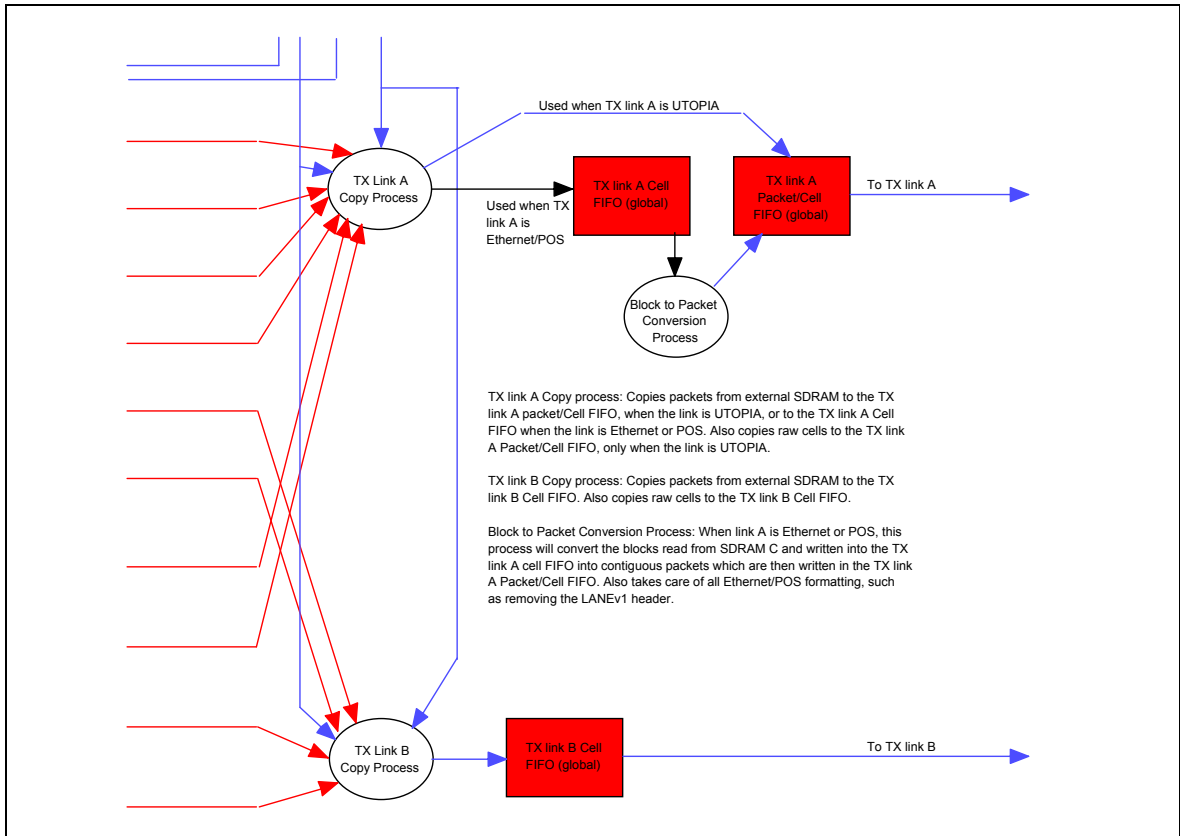 Used when TX link A is UTOPIA
TX Link A
Copy Process
Used when TX
link A is
Ethernet/POS
TX link A Cell
FIFO (global)
TX link A
Packet/Cell
FIFO (global)
To TX link A
Block to Packet
Conversion
Process
TX link A Copy process: Copies packets from external SDRAM to the TX
link A packet/Cell FIFO, when the link is UTOPIA, or to the TX link A Cell
FIFO when the link is Ethernet or POS. Also copies raw cells to the TX link
A Packet/Cell FIFO, only when the link is UTOPIA.
TX link B Copy process: Copies packets from external SDRAM to the TX
link B Cell FIFO. Also copies raw cells to the TX link B Cell FIFO.
Block to Packet Conversion Process: When link A is Ethernet or POS, this
process will convert the blocks read from SDRAM C and written into the TX
link A cell FIFO into contiguous packets which are then written in the TX link
A Packet/Cell FIFO. Also takes care of all Ethernet/POS formatting, such
as removing the LANEv1 header.
TX Link B
Copy Process
TX link B Cell
FIFO (global)
To TX link B